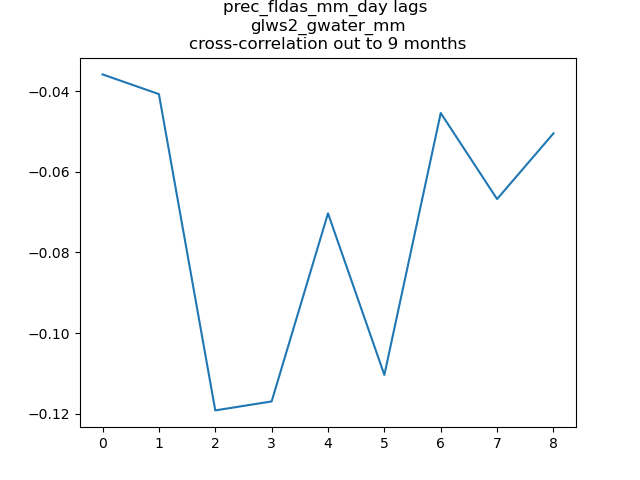 prec_fldas_mm_day lags
glws2_gwater_mm
cross-correlation out to 9 months
−0.04
−0.06
−0.08
−0.10
−0.12
0 1 2 3 4 5 6 7 8